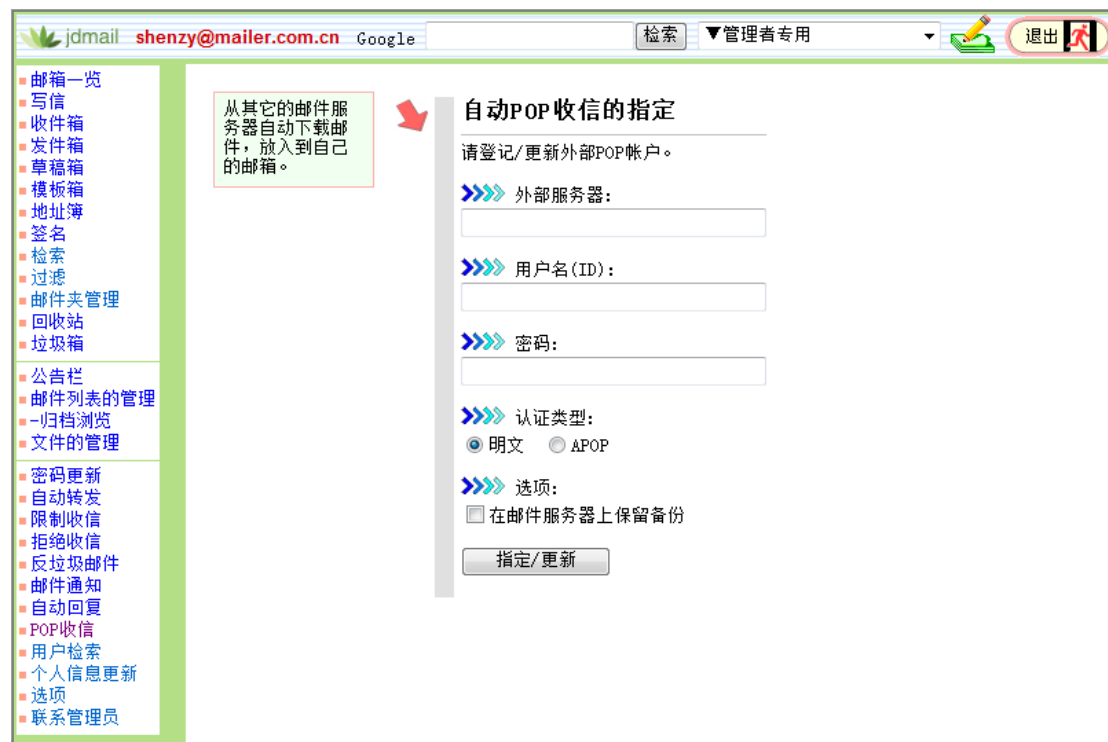 jdmail shenzy@mailer.com.cn Google 检索 ▼管理者专用 退出
邮箱一览
写信
收件箱
发件箱
草稿箱
模板箱
地址簿
签名
检索
过滤
邮件夹管理
回收站
垃圾箱
公告栏
邮件列表的管理
-归档浏览
文件的管理
密码更新
自动转发
限制收信
拒绝收信
反垃圾邮件
邮件通知
自动回复
POP收信
用户检索
个人信息更新
选项
联系管理员
从其它的邮件服
务器自动下载邮
件，放入到自己
的邮箱。
自动POP收信的指定
请登记/更新外部POP帐户。
外部服务器:
用户名(ID):
密码:
认证类型:
明文 APOP
选项:
在邮件服务器上保留备份
指定/更新